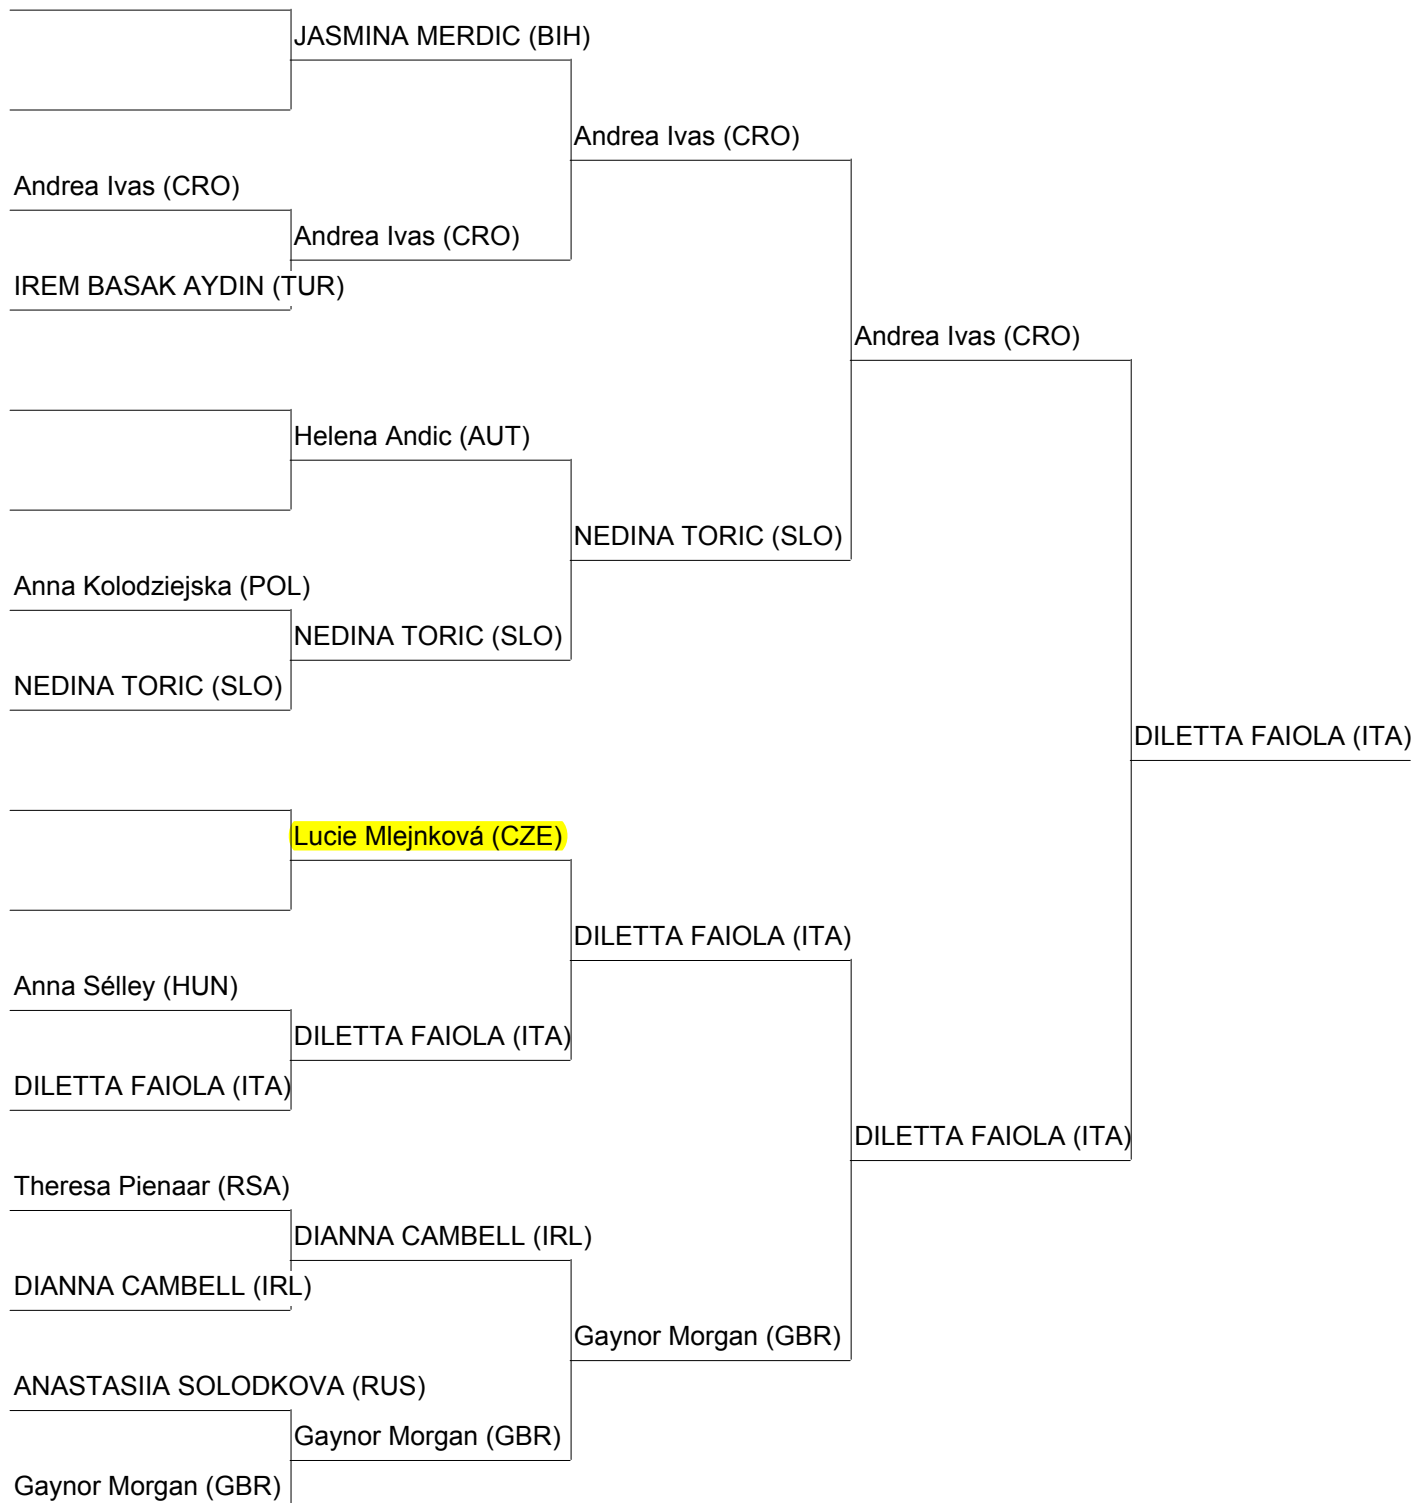 JASMINA MERDIC (BIH)
Andrea Ivas (CRO)
Andrea Ivas (CRO)
Andrea Ivas (CRO)
IREM BASAK AYDIN (TUR)
Andrea Ivas (CRO)
Helena Andic (AUT)
NEDINA TORIC (SLO)
Anna Kolodziejska (POL)
NEDINA TORIC (SLO)
NEDINA TORIC (SLO)
DILETTA FAIOLA (ITA)
Lucie Mlejnková (CZE)
DILETTA FAIOLA (ITA)
Anna Sélley (HUN)
DILETTA FAIOLA (ITA)
DILETTA FAIOLA (ITA)
DILETTA FAIOLA (ITA)
Theresa Pienaar (RSA)
DIANNA CAMBELL (IRL)
DIANNA CAMBELL (IRL)
Gaynor Morgan (GBR)
ANASTASIIA SOLODKOVA (RUS)
Gaynor Morgan (GBR)
Gaynor Morgan (GBR)